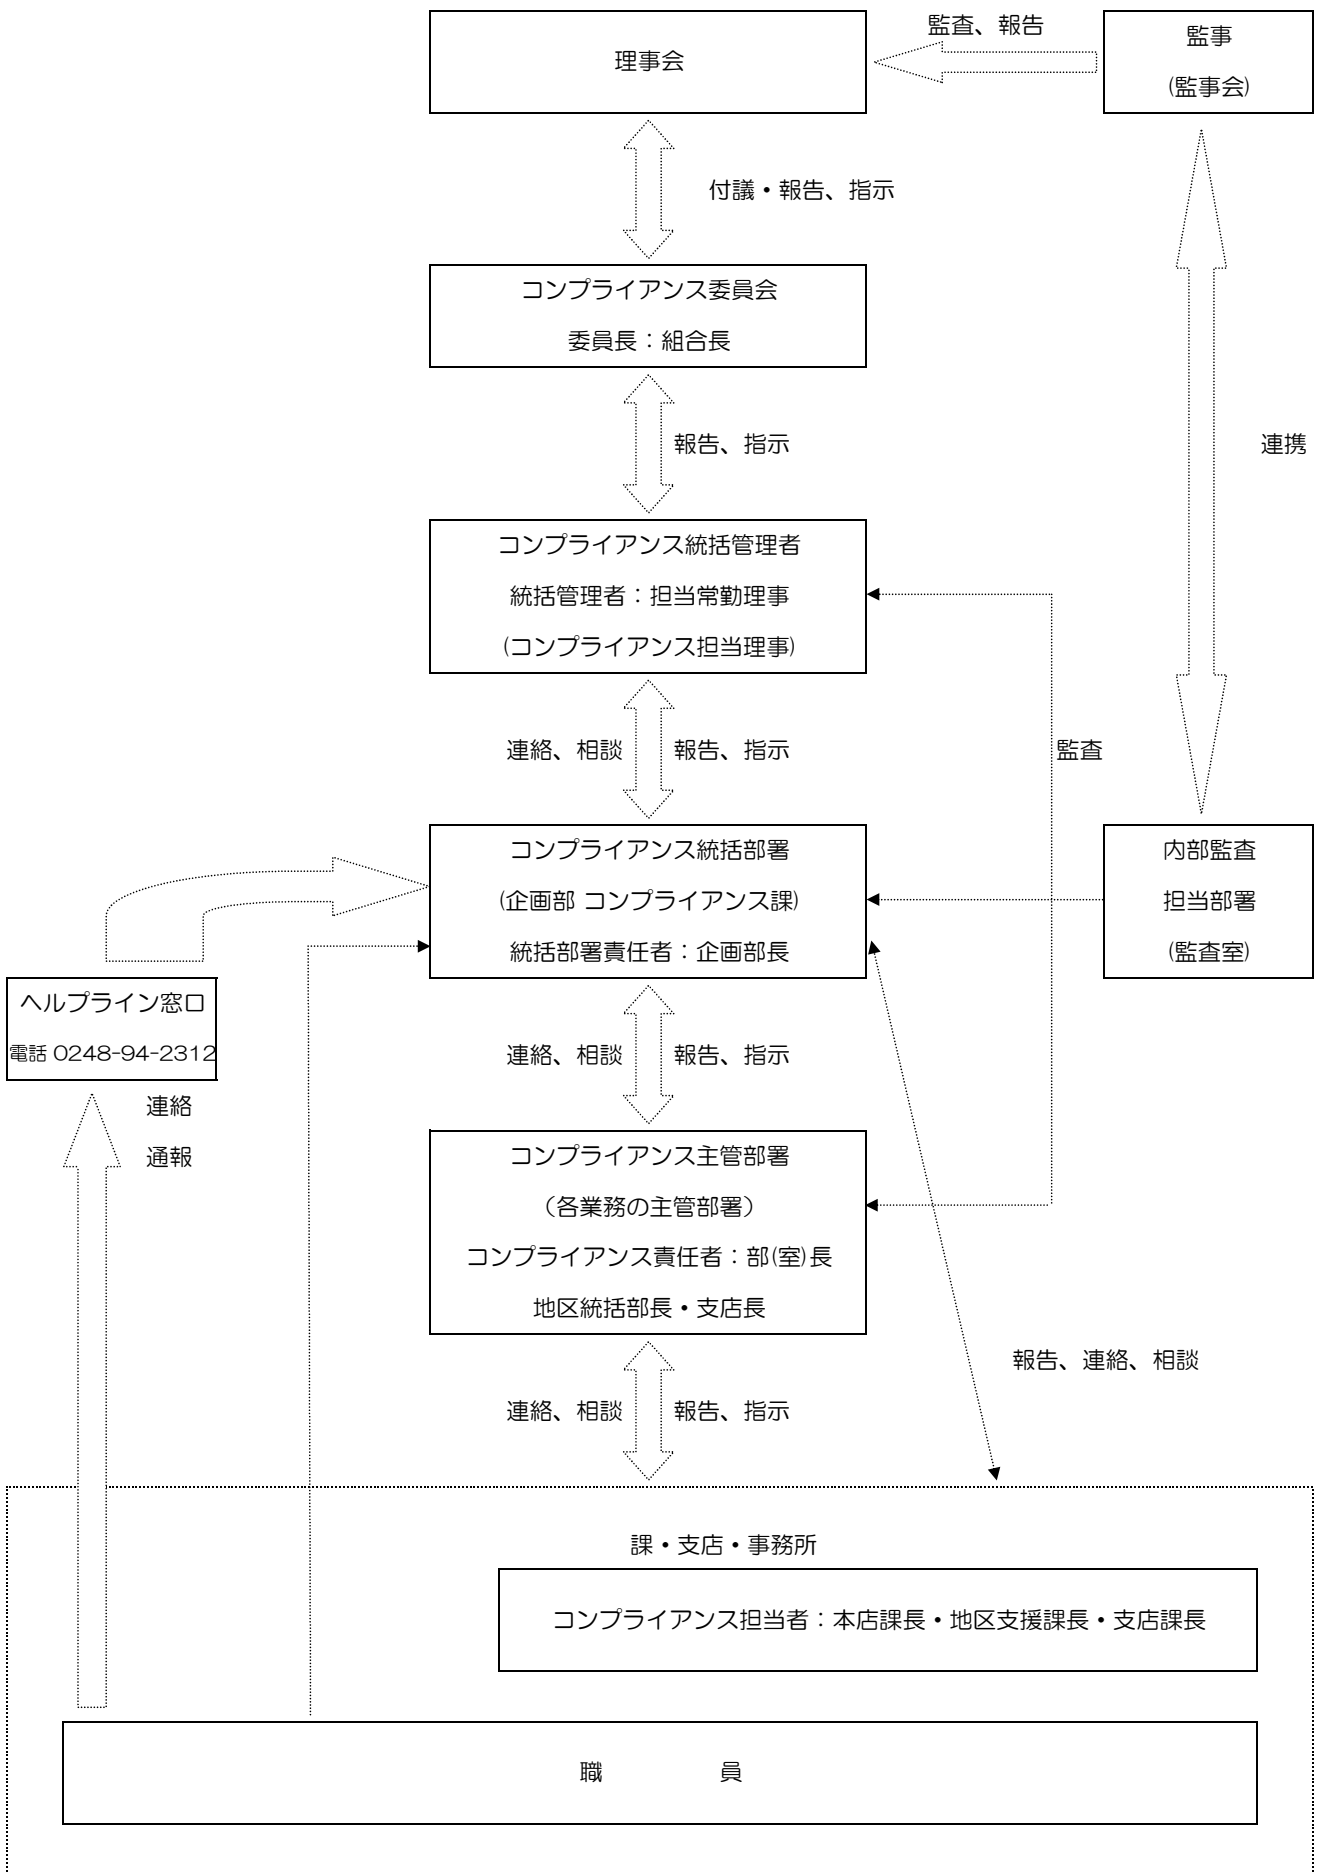 監査、報告
理事会
監事
(監事会)
付議・報告、指示
コンプライアンス委員会
委員長：組合長
報告、指示
連携
コンプライアンス統括管理者
統括管理者：担当常勤理事
(コンプライアンス担当理事)
連絡、相談
報告、指示
監査
コンプライアンス統括部署
(企画部 コンプライアンス課)
統括部署責任者：企画部長
内部監査
担当部署
(監査室)
ヘルプライン窓口
電話 0248-94-2312
連絡、相談
報告、指示
連絡
通報
コンプライアンス主管部署
（各業務の主管部署）
コンプライアンス責任者：部(室)長
地区統括部長・支店長
報告、連絡、相談
連絡、相談
報告、指示
課・支店・事務所
コンプライアンス担当者：本店課長・地区支援課長・支店課長
職　　　　　員